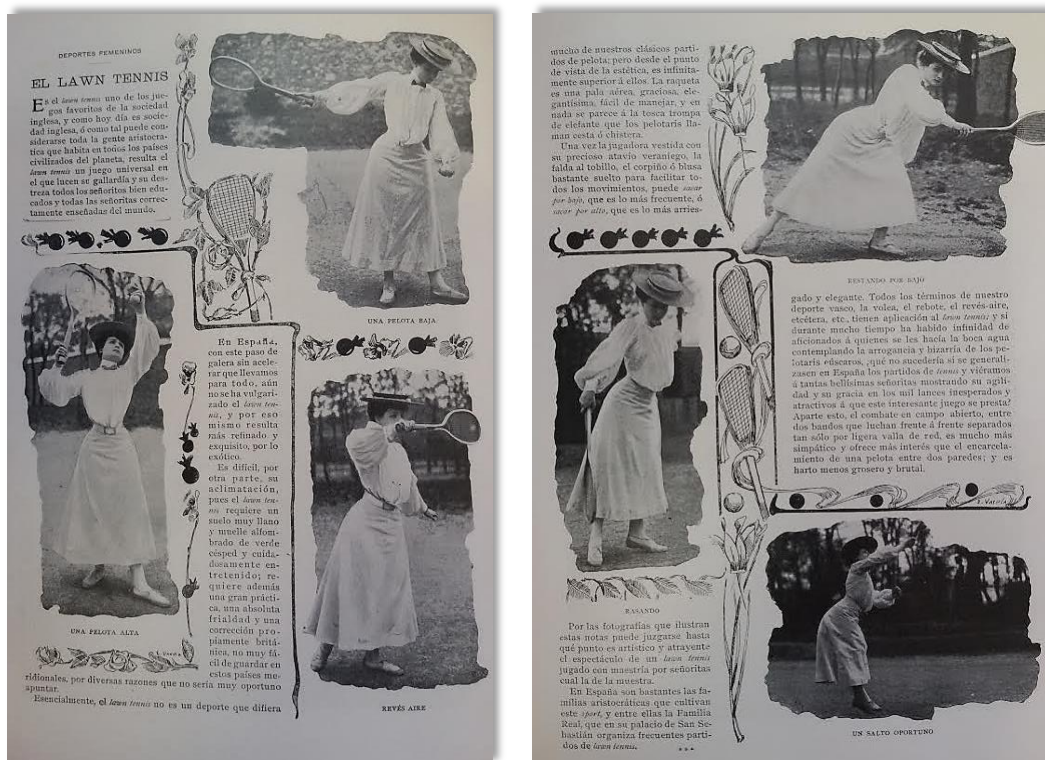 DEPORTES FEMENINOS
EL LAWN TENNIS
Es el lawn tennis uno de los jue-
gos favoritos de la sociedad
inglesa, y como hoy día es socie-
dad inglesa, ó como tal puede con-
siderarse toda la gente aristocrá-
tica que habita en todos los países
civilizados del planeta, resulta el
lawn tennis un juego universal en
el que lucen su gallardía y su des-
treza todos los señoritos bien edu-
cados y todas las señoritas correc-
tamente enseñadas del mundo.
UNA PELOTA BAJA
UNA PELOTA ALTA
En España,
con este paso de
galera sin acele-
rar que llevamos
para todo, aún
no se ha vulgari-
zado el lawn ten-
nis, y por eso
mismo resulta
más refinado y
exquisito, por lo
exótico.
Es difícil, por
otra parte, su
aclimatación,
pues el lawn ten-
nis requiere un
suelo muy llano
y muelle alfom-
brado de verde
césped y cuida-
dosamente en-
tretenido; re-
quiere además
una gran prácti-
ca, una absoluta
frialdad y una
corrección pro-
piamente britá-
nica, no muy fá-
cil de guardar en
estos países me-
ridionales, por diversas razones que no sería muy oportuno
apuntar.
Esencialmente, el lawn tennis no es un deporte que difiera
REVÉS AIRE
mucho de nuestros clásicos parti-
dos de pelota; pero desde el punto
de vista de la estética, es infinita-
mente superior á ellos. La raqueta
es una pala aérea, graciosa, ele-
gantísima, fácil de manejar, y en
nada se parece á la tosca trompa
de elefante que los pelotaris lla-
man cesta ó chistera.
Una vez la jugadora vestida con
su precioso atavío veraniego, la
falda al tobillo, el corpiño ó blusa
bastante suelto para facilitar to-
dos los movimientos, puede sacar
por bajo, que es lo más frecuente, ó
sacar por alto, que es lo más arries-
RESTANDO POR BAJO
gado y elegante. Todos los términos de nuestro
deporte vasco, la volea, el rebote, el revés-aire,
etcétera, etc., tienen aplicación al lawn tennis; y si
durante mucho tiempo ha habido infinidad de
aficionados á quienes se les hacía la boca agua
contemplando la arrogancia y bizarría de los pe-
lotaris éuscaros, ¿qué no sucedería si se generali-
zasen en España los partidos de tennis y viéramos
á tantas bellísimas señoritas mostrando su agili-
dad y su gracia en los mil lances inesperados y
atractivos á que este interesante juego se presta?
Aparte esto, el combate en campo abierto, entre
dos bandos que luchan frente á frente separados
tan sólo por ligera valla de red, es mucho más
simpático y ofrece más interés que el encarcela-
miento de una pelota entre dos paredes; y es
harto menos grosero y brutal.
RASANDO
Por las fotografías que ilustran
estas notas puede juzgarse hasta
qué punto es artístico y atrayente
el espectáculo de un lawn tennis
jugado con maestría por señoritas
cual la de la muestra.
En España son bastantes las fa-
milias aristocráticas que cultivan
este sport, y entre ellas la Familia
Real, que en su palacio de San Se-
bastián organiza frecuentes parti-
dos de lawn tennis.
***
UN SALTO OPORTUNO